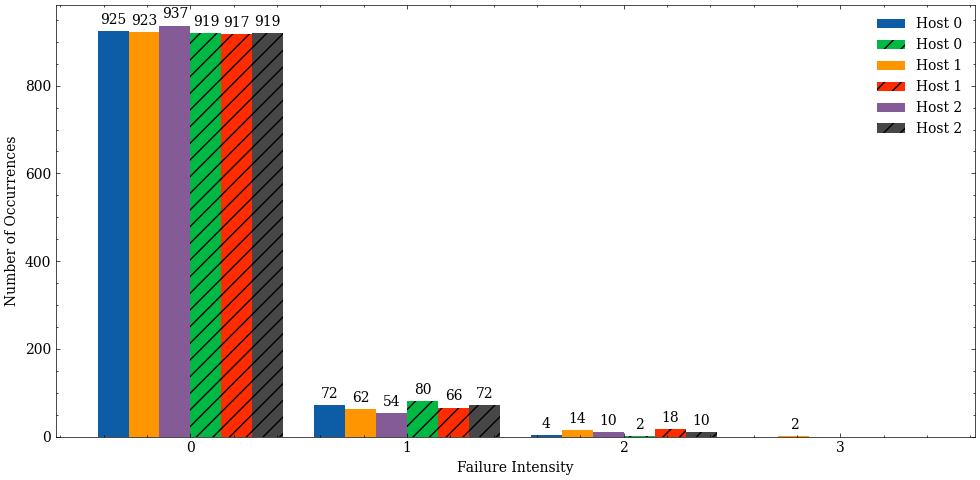 925 923 937 919 917 919
Host 0
Host 0
Host 1
Host 1
Host 2
Host 2
800
600
400
200
0
Number of Occurrences
72 62 54 80 66 72
4 14 10 2 18 10
2
0 1 2 3
Failure Intensity